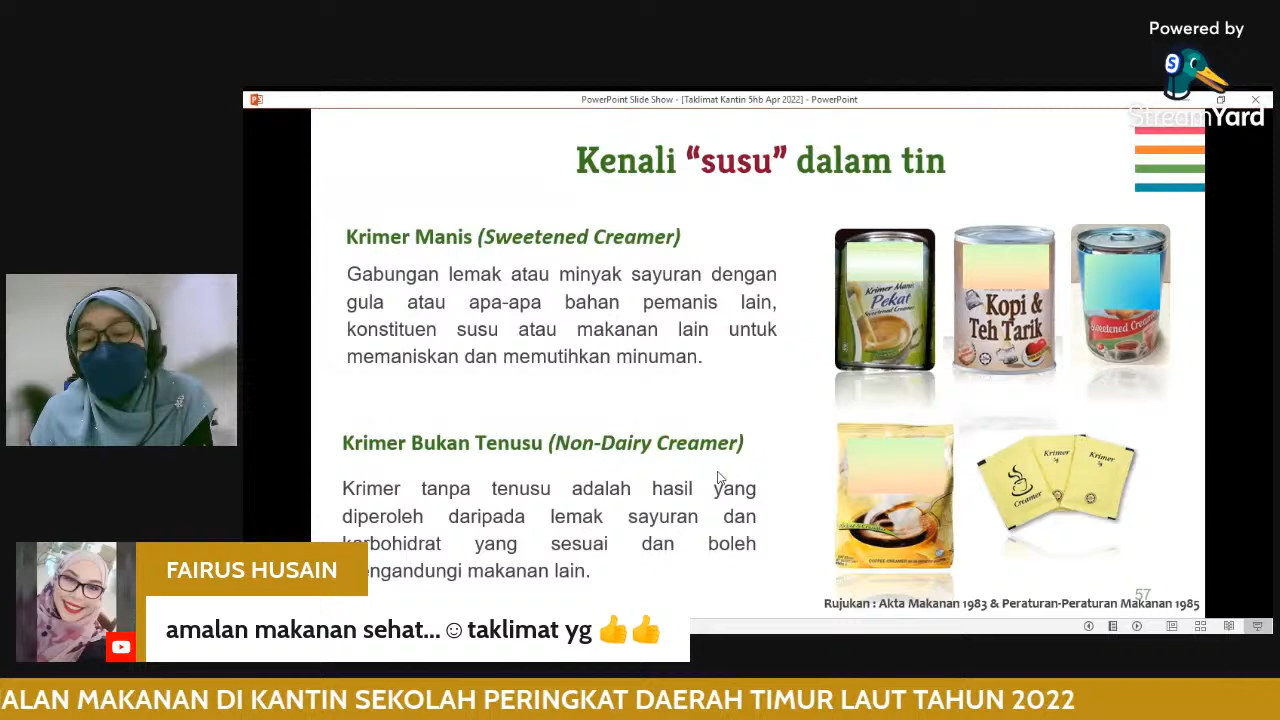 Powered by
StreamYard
PowerPoint Slide Show - [Taklimat Kantin 5hb Apr 2022] - PowerPoint
Kenali “susu” dalam tin
Krimer Manis (Sweetened Creamer)
Gabungan lemak atau minyak sayuran dengan
gula atau apa-apa bahan pemanis lain,
konstituen susu atau makanan lain untuk
memaniskan dan memutihkan minuman.
Krimer Manis
Pekat
Sweetened Creamer
Kopi &
Teh Tarik
Sweetened Creamer
Krimer Bukan Tenusu (Non-Dairy Creamer)
Krimer tanpa tenusu adalah hasil yang
diperoleh daripada lemak sayuran dan
karbohidrat yang sesuai dan boleh
mengandungi makanan lain.
Creamer
Krimer
Krimer
57
Rujukan : Akta Makanan 1983 & Peraturan-Peraturan Makanan 1985
FAIRUS HUSAIN
amalan makanan sehat...☺taklimat yg 👍👍
JALAN MAKANAN DI KANTIN SEKOLAH PERINGKAT DAERAH TIMUR LAUT TAHUN 2022